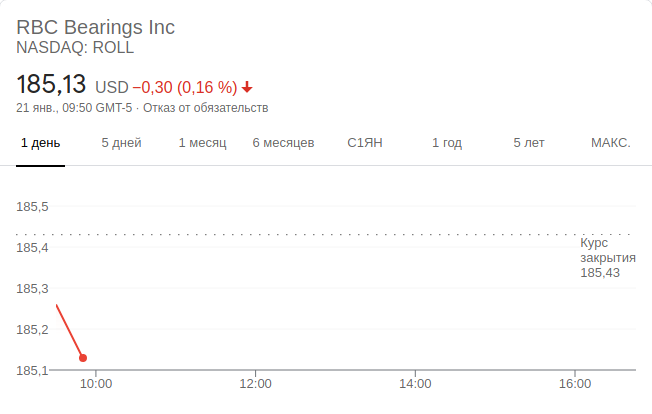 RBC Bearings Inc
NASDAQ: ROLL
185,13 USD −0,30 (0,16 %)
21 янв., 09:50 GMT-5 · Отказ от обязательств
1 день 5 дней 1 месяц 6 месяцев С1ЯН 1 год 5 лет МАКС.
185,5
185,4
185,3
185,2
185,1
Курс
закрытия
185,43
10:00 12:00 14:00 16:00